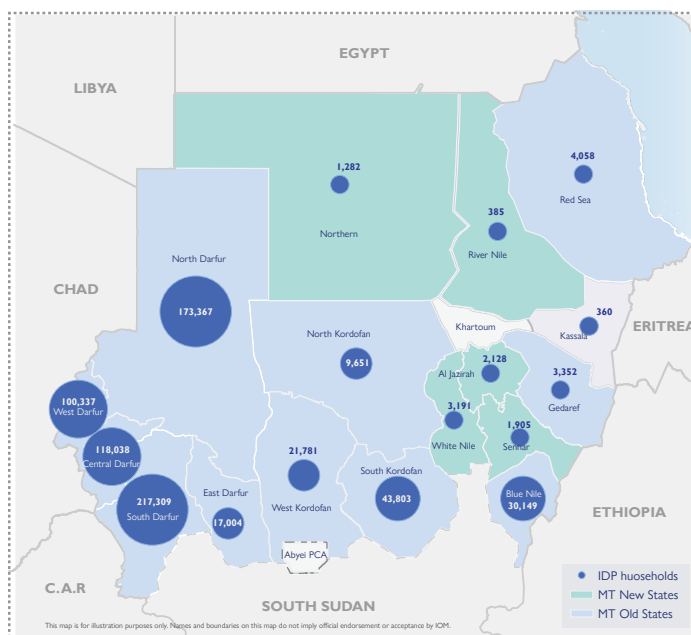 EGYPT
LIBYA
4,058
1,282
Red Sea
385
Northern
River Nile
North Darfur
CHAD
173,367
360
Khartoum
ERITREA
North Kordofan
Kassala
9,651
2,128
Al Jazirah
3,352
100,337
West Darfur
3,191
Gedaref
1,905
White Nile
Sennar
118,038
Central Darfur
21,781
South Kordofan
217,309
East Darfur
Blue Nile
43,803
30,149
South Darfur
West Kordofan
ETHIOPIA
17,004
Abyei PCA
IDP huoseholds
C.A.R
MT New States
SOUTH SUDAN
MT Old States
This map is for illustration purposes only. Names and boundaries on this map do not imply official endorsement or acceptance by IOM.